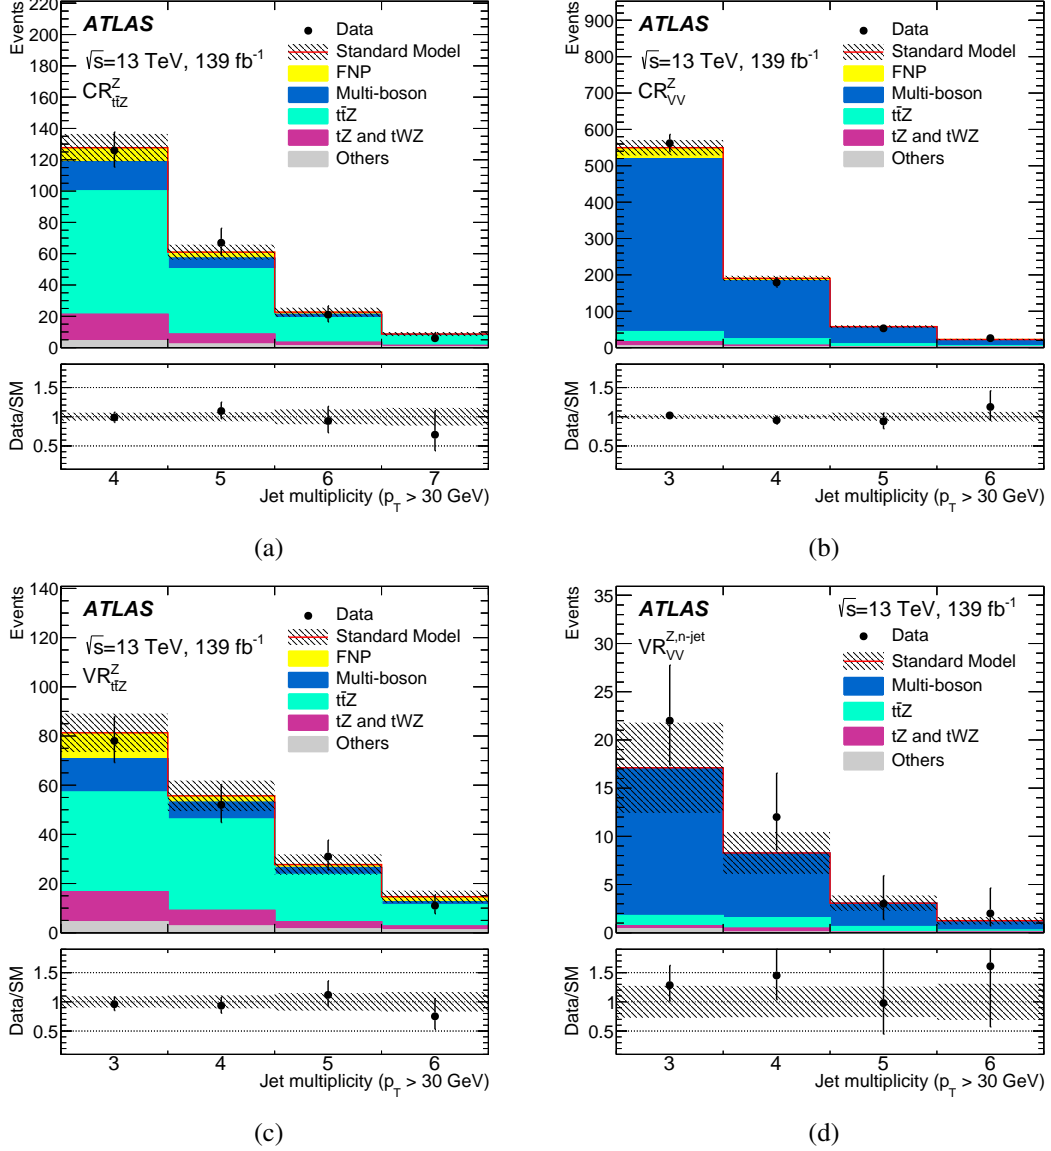 Events
220
200
180
160
140
120
100
80
60
40
20
0
ATLAS
√s=13 TeV, 139 fb⁻¹
CR^Z_tt̄Z
Data
Standard Model
FNP
Multi-boson
tt̄Z
tZ and tWZ
Others
Data/SM
1.5
1
0.5
4 5 6 7
Jet multiplicity (p_T > 30 GeV)
(a)
Events
900
800
700
600
500
400
300
200
100
0
ATLAS
√s=13 TeV, 139 fb⁻¹
CR^Z_VV
Data
Standard Model
FNP
Multi-boson
tt̄Z
tZ and tWZ
Others
Data/SM
1.5
1
0.5
3 4 5 6
Jet multiplicity (p_T > 30 GeV)
(b)
Events
140
120
100
80
60
40
20
0
ATLAS
√s=13 TeV, 139 fb⁻¹
VR^Z_tt̄Z
Data
Standard Model
FNP
Multi-boson
tt̄Z
tZ and tWZ
Others
Data/SM
1.5
1
0.5
3 4 5 6
Jet multiplicity (p_T > 30 GeV)
(c)
Events
35
30
25
20
15
10
5
0
ATLAS
√s=13 TeV, 139 fb⁻¹
VR^Z,n-jet_VV
Data
Standard Model
Multi-boson
tt̄Z
tZ and tWZ
Others
Data/SM
1.5
1
0.5
3 4 5 6
Jet multiplicity (p_T > 30 GeV)
(d)